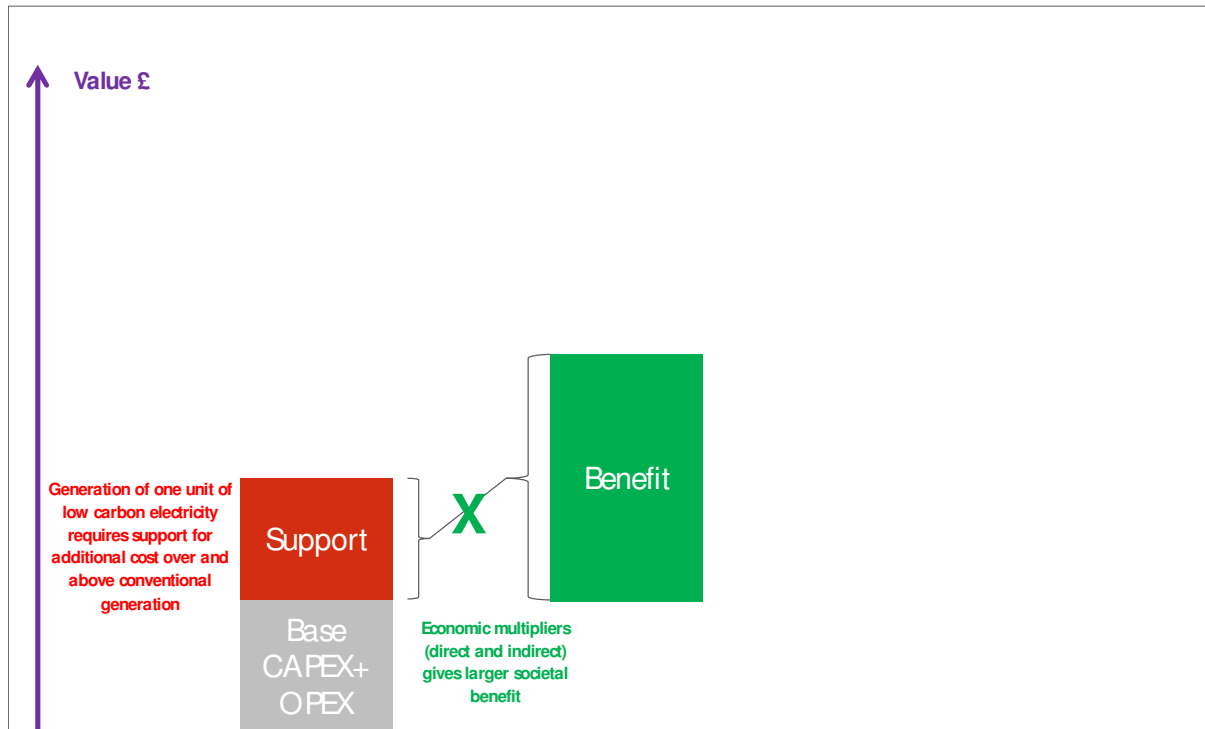 Value £
Generation of one unit of
low carbon electricity
requires support for
additional cost over and
above conventional
generation
Support
Base
CAPEX+
OPEX
X
Economic multipliers
(direct and indirect)
gives larger societal
benefit
Benefit